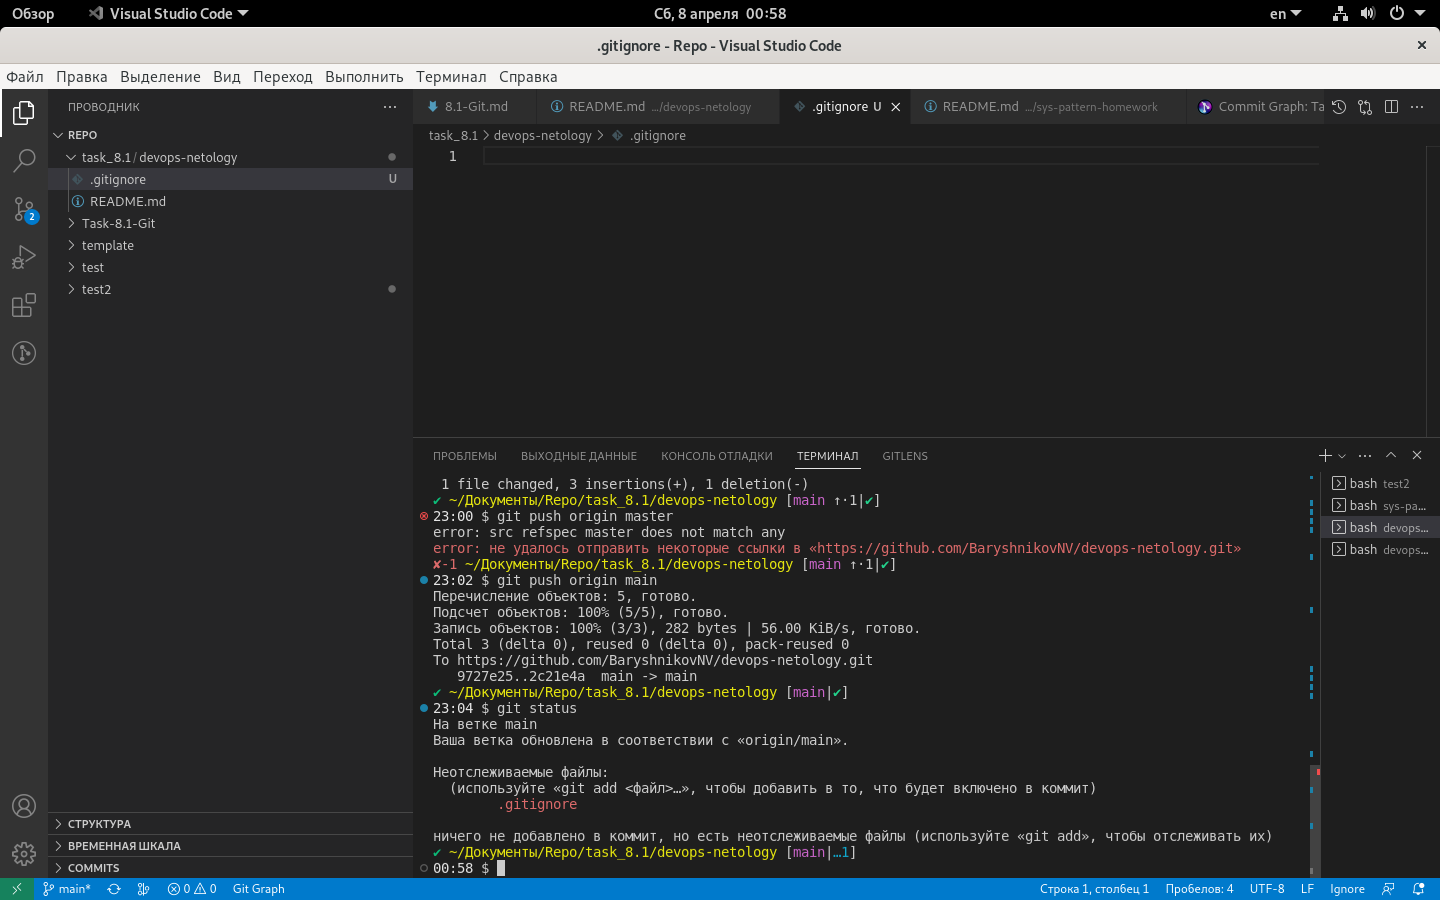 Обзор
Visual Studio Code
Сб, 8 апреля 00:58
en
.gitignore - Repo - Visual Studio Code
Файл Правка Выделение Вид Переход Выполнить Терминал Справка
ПРОВОДНИК
REPO
task_8.1 / devops-netology
.gitignore U
README.md
Task-8.1-Git
template
test
test2
2
СТРУКТУРА
ВРЕМЕННАЯ ШКАЛА
COMMITS
8.1-Git.md
README.md .../devops-netology
.gitignore U
README.md .../sys-pattern-homework
Commit Graph: Ta
task_8.1 > devops-netology > .gitignore
1
ПРОБЛЕМЫ ВЫХОДНЫЕ ДАННЫЕ КОНСОЛЬ ОТЛАДКИ ТЕРМИНАЛ GITLENS
1 file changed, 3 insertions(+), 1 deletion(-)
✔ ~/Документы/Repo/task_8.1/devops-netology [main ↑·1|✔]
23:00 $ git push origin master
error: src refspec master does not match any
error: не удалось отправить некоторые ссылки в «https://github.com/BaryshnikovNV/devops-netology.git»
✘-1 ~/Документы/Repo/task_8.1/devops-netology [main ↑·1|✔]
23:02 $ git push origin main
Перечисление объектов: 5, готово.
Подсчет объектов: 100% (5/5), готово.
Запись объектов: 100% (3/3), 282 bytes | 56.00 KiB/s, готово.
Total 3 (delta 0), reused 0 (delta 0), pack-reused 0
To https://github.com/BaryshnikovNV/devops-netology.git
9727e25..2c21e4a  main -> main
✔ ~/Документы/Repo/task_8.1/devops-netology [main|✔]
23:04 $ git status
На ветке main
Ваша ветка обновлена в соответствии с «origin/main».
Неотслеживаемые файлы:
(используйте «git add <файл>…», чтобы добавить в то, что будет включено в коммит)
.gitignore
ничего не добавлено в коммит, но есть неотслеживаемые файлы (используйте «git add», чтобы отслеживать их)
✔ ~/Документы/Repo/task_8.1/devops-netology [main|…1]
00:58 $
bash test2
bash sys-pa...
bash devops...
bash devops...
main* 0 0 Git Graph
Строка 1, столбец 1 Пробелов: 4 UTF-8 LF Ignore